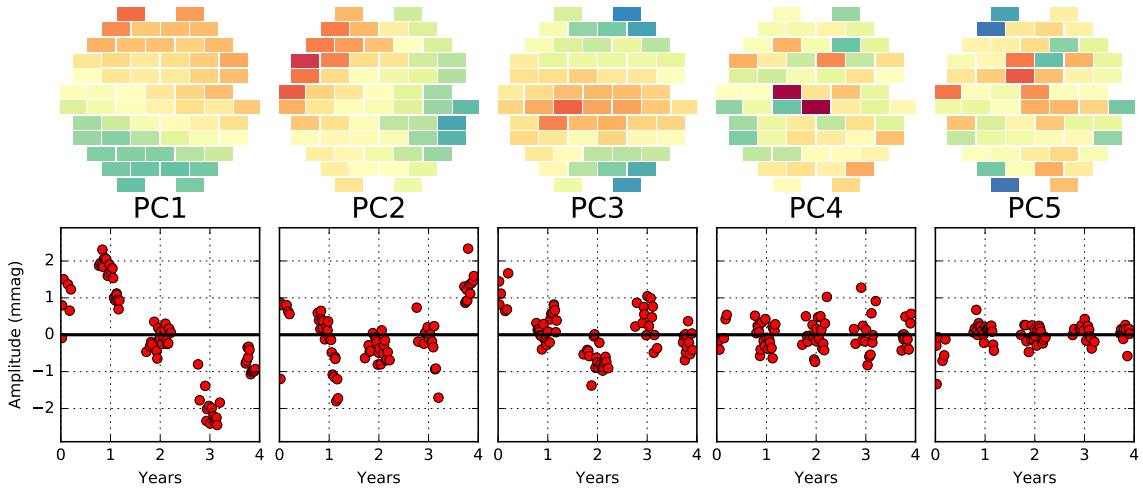 PC1 PC2 PC3 PC4 PC5
Amplitude (mmag)
2
1
0
−1
−2
0 1 2 3 4 0 1 2 3 4 0 1 2 3 4 0 1 2 3 4 0 1 2 3 4
Years Years Years Years Years